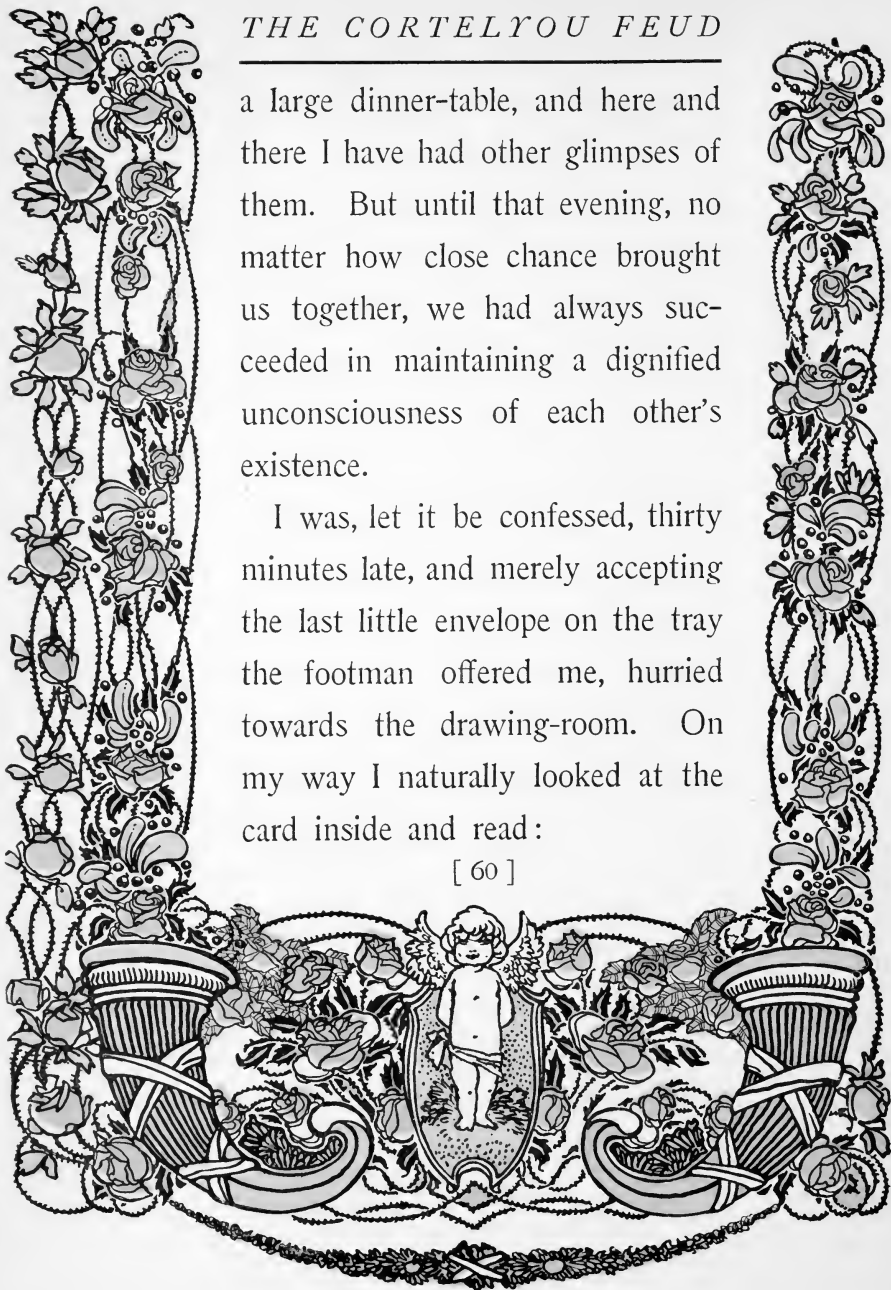 THE CORTELYOU FEUD
a large dinner-table, and here and
there I have had other glimpses of
them. But until that evening, no
matter how close chance brought
us together, we had always suc-
ceeded in maintaining a dignified
unconsciousness of each other's
existence.
I was, let it be confessed, thirty
minutes late, and merely accepting
the last little envelope on the tray
the footman offered me, hurried
towards the drawing-room. On
my way I naturally looked at the
card inside and read:
[ 60 ]